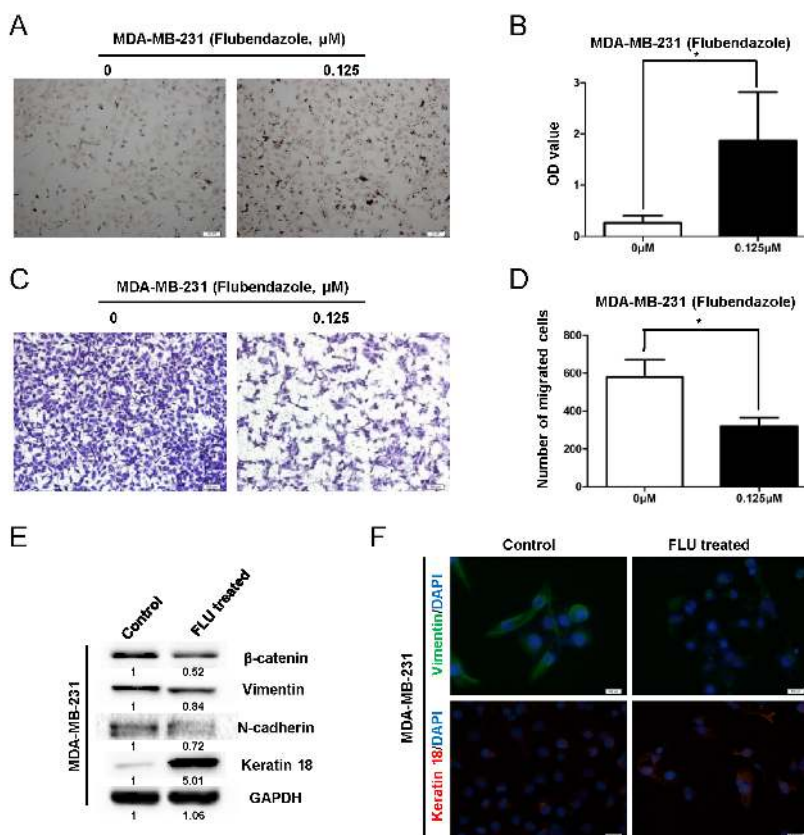 A
MDA-MB-231 (Flubendazole, μM)
0 0.125
B
MDA-MB-231 (Flubendazole)
*
3
2
1
0
OD value
0μM 0.125μM
C
MDA-MB-231 (Flubendazole, μM)
0 0.125
D
MDA-MB-231 (Flubendazole)
*
800
600
400
200
0
Number of migrated cells
0μM 0.125μM
E
Control FLU treated
MDA-MB-231
β-catenin
1 0.52
Vimentin
1 0.84
N-cadherin
1 0.72
Keratin 18
1 5.01
GAPDH
1 1.06
F
Control FLU treated
MDA-MB-231
Vimentin/DAPI
Keratin 18/DAPI